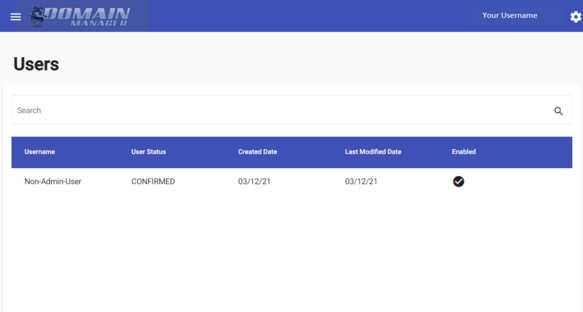 DOMAIN
MANAGER
Your Username
Users
Search
Username User Status Created Date Last Modified Date Enabled
Non-Admin-User CONFIRMED 03/12/21 03/12/21